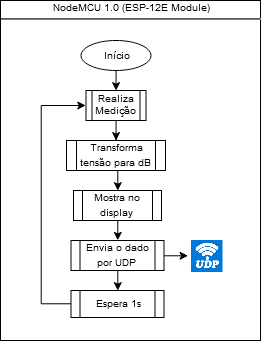 NodeMCU 1.0 (ESP-12E Module)
Início
Realiza
Medição
Transforma
tensão para dB
Mostra no
display
Envia o dado
por UDP
UDP
Espera 1s